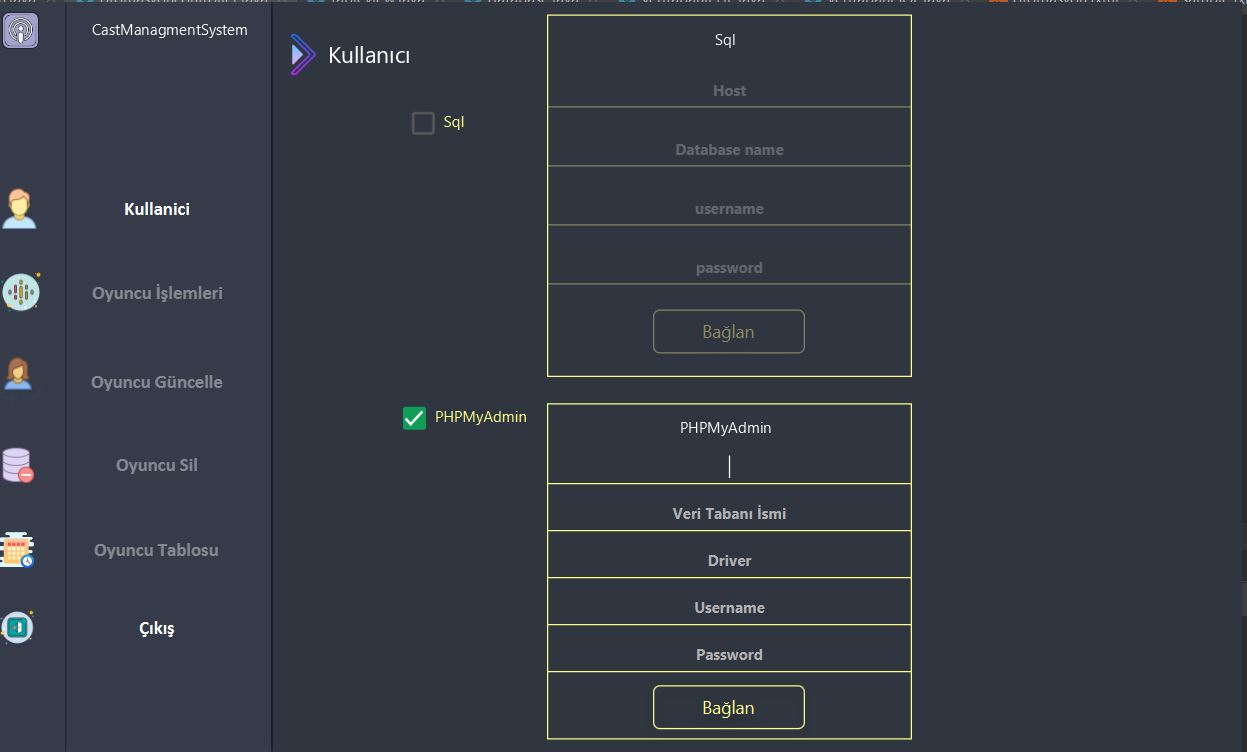 CastManagmentSystem
Kullanici
Oyuncu İşlemleri
Oyuncu Güncelle
Oyuncu Sil
Oyuncu Tablosu
Çıkış
Kullanıcı
Sql
Sql
Host
Database name
username
password
Bağlan
PHPMyAdmin
PHPMyAdmin
Veri Tabanı İsmi
Driver
Username
Password
Bağlan